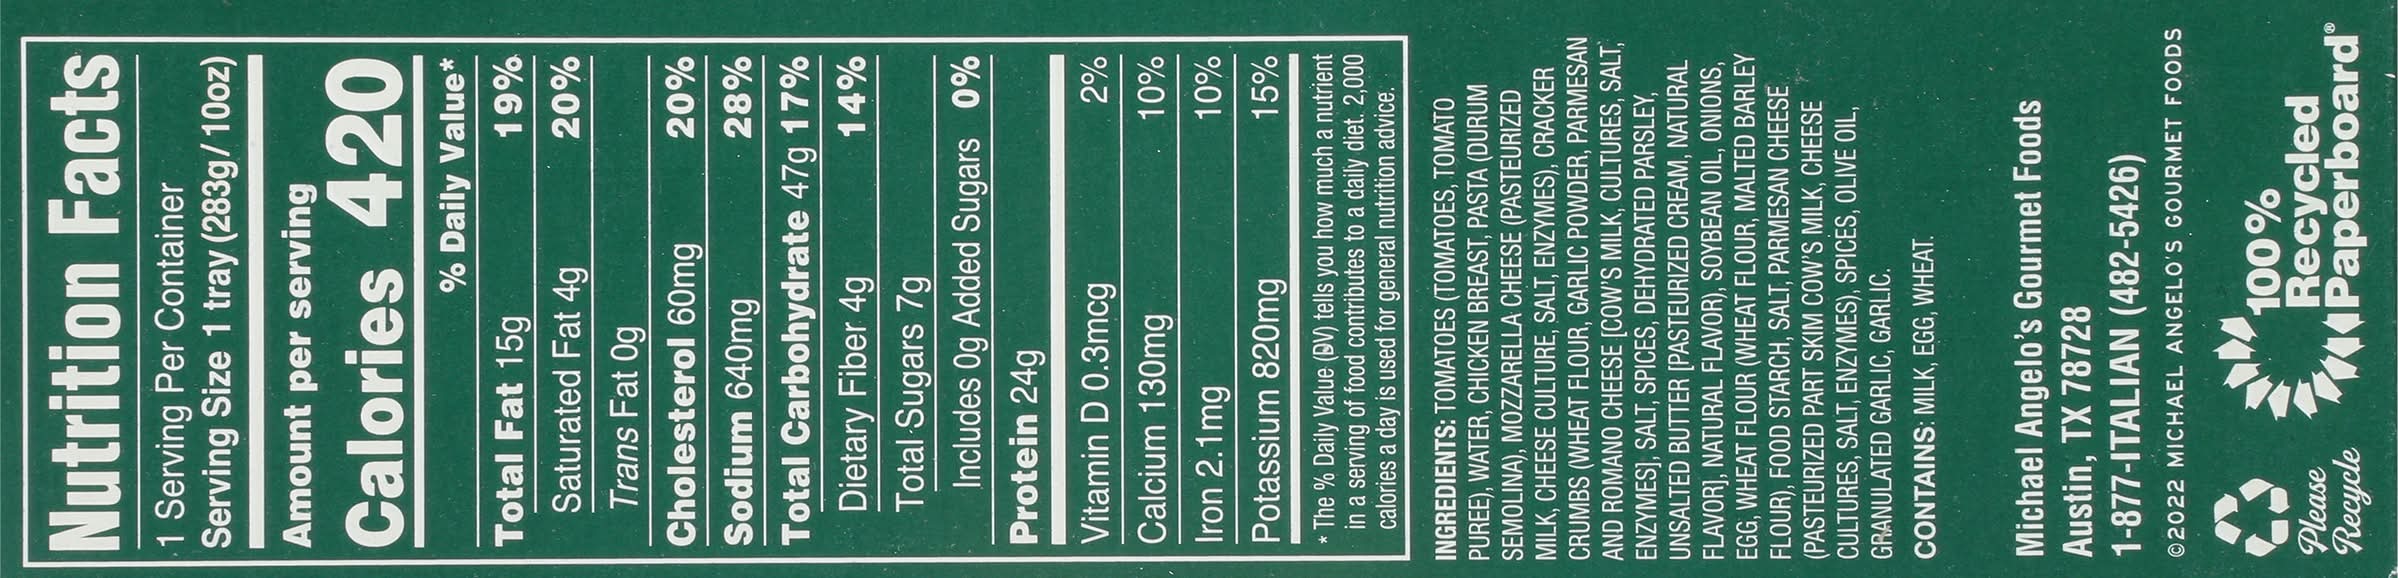 Nutrition Facts
1 Serving Per Container
Serving Size 1 tray (283g/10oz)
Amount per serving
Calories 420
% Daily Value*
Total Fat 15g 19%
Saturated Fat 4g 20%
Trans Fat 0g
Cholesterol 60mg 20%
Sodium 640mg 28%
Total Carbohydrate 47g 17%
Dietary Fiber 4g 14%
Total Sugars 7g
Includes 0g Added Sugars 0%
Protein 24g
Vitamin D 0.3mcg 2%
Calcium 130mg 10%
Iron 2.1mg 10%
Potassium 820mg 15%
* The % Daily Value (DV) tells you how much a nutrient
in a serving of food contributes to a daily diet. 2,000
calories a day is used for general nutrition advice.
INGREDIENTS: TOMATOES (TOMATOES, TOMATO
PUREE), WATER, CHICKEN BREAST, PASTA (DURUM
SEMOLINA), MOZZARELLA CHEESE (PASTEURIZED
MILK, CHEESE CULTURE, SALT, ENZYMES), CRACKER
CRUMBS (WHEAT FLOUR, GARLIC POWDER, PARMESAN
AND ROMANO CHEESE [COW'S MILK, CULTURES, SALT,
ENZYMES], SALT, SPICES, DEHYDRATED PARSLEY,
UNSALTED BUTTER [PASTEURIZED CREAM, NATURAL
FLAVOR], NATURAL FLAVOR), SOYBEAN OIL, ONIONS,
EGG, WHEAT FLOUR (WHEAT FLOUR, MALTED BARLEY
FLOUR), FOOD STARCH, SALT, PARMESAN CHEESE
(PASTEURIZED PART SKIM COW'S MILK, CHEESE
CULTURES, SALT, ENZYMES), SPICES, OLIVE OIL,
GRANULATED GARLIC, GARLIC.
CONTAINS: MILK, EGG, WHEAT.
Michael Angelo's Gourmet Foods
Austin, TX 78728
1-877-ITALIAN (482-5426)
©2022 MICHAEL ANGELO'S GOURMET FOODS
Please
Recycle
100%
Recycled
Paperboard®